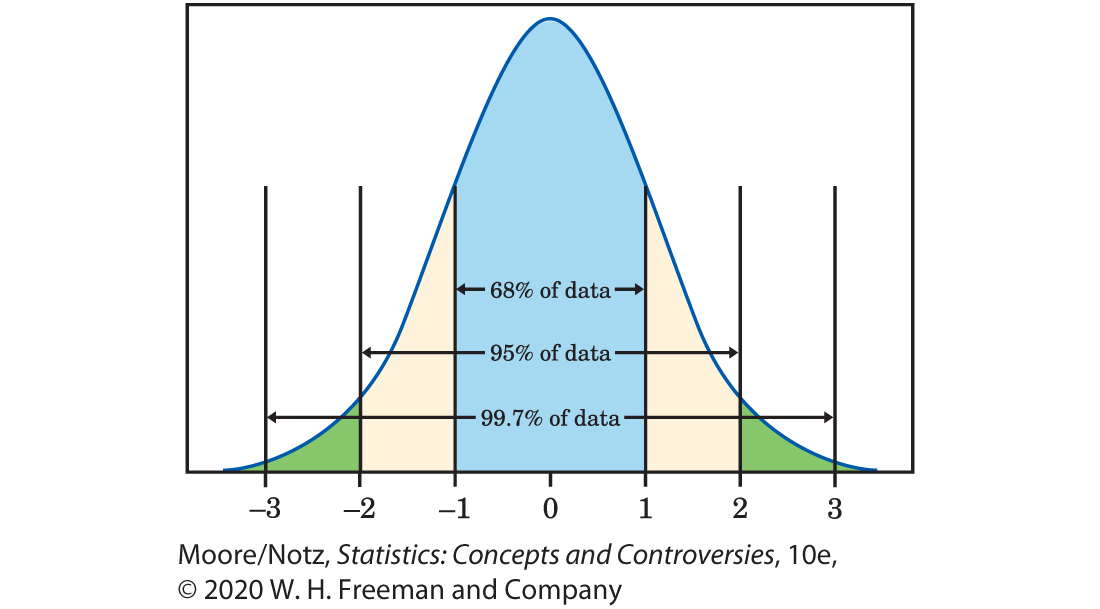 68% of data
95% of data
99.7% of data
–3 –2 –1 0 1 2 3
Moore/Notz, Statistics: Concepts and Controversies, 10e,
© 2020 W. H. Freeman and Company